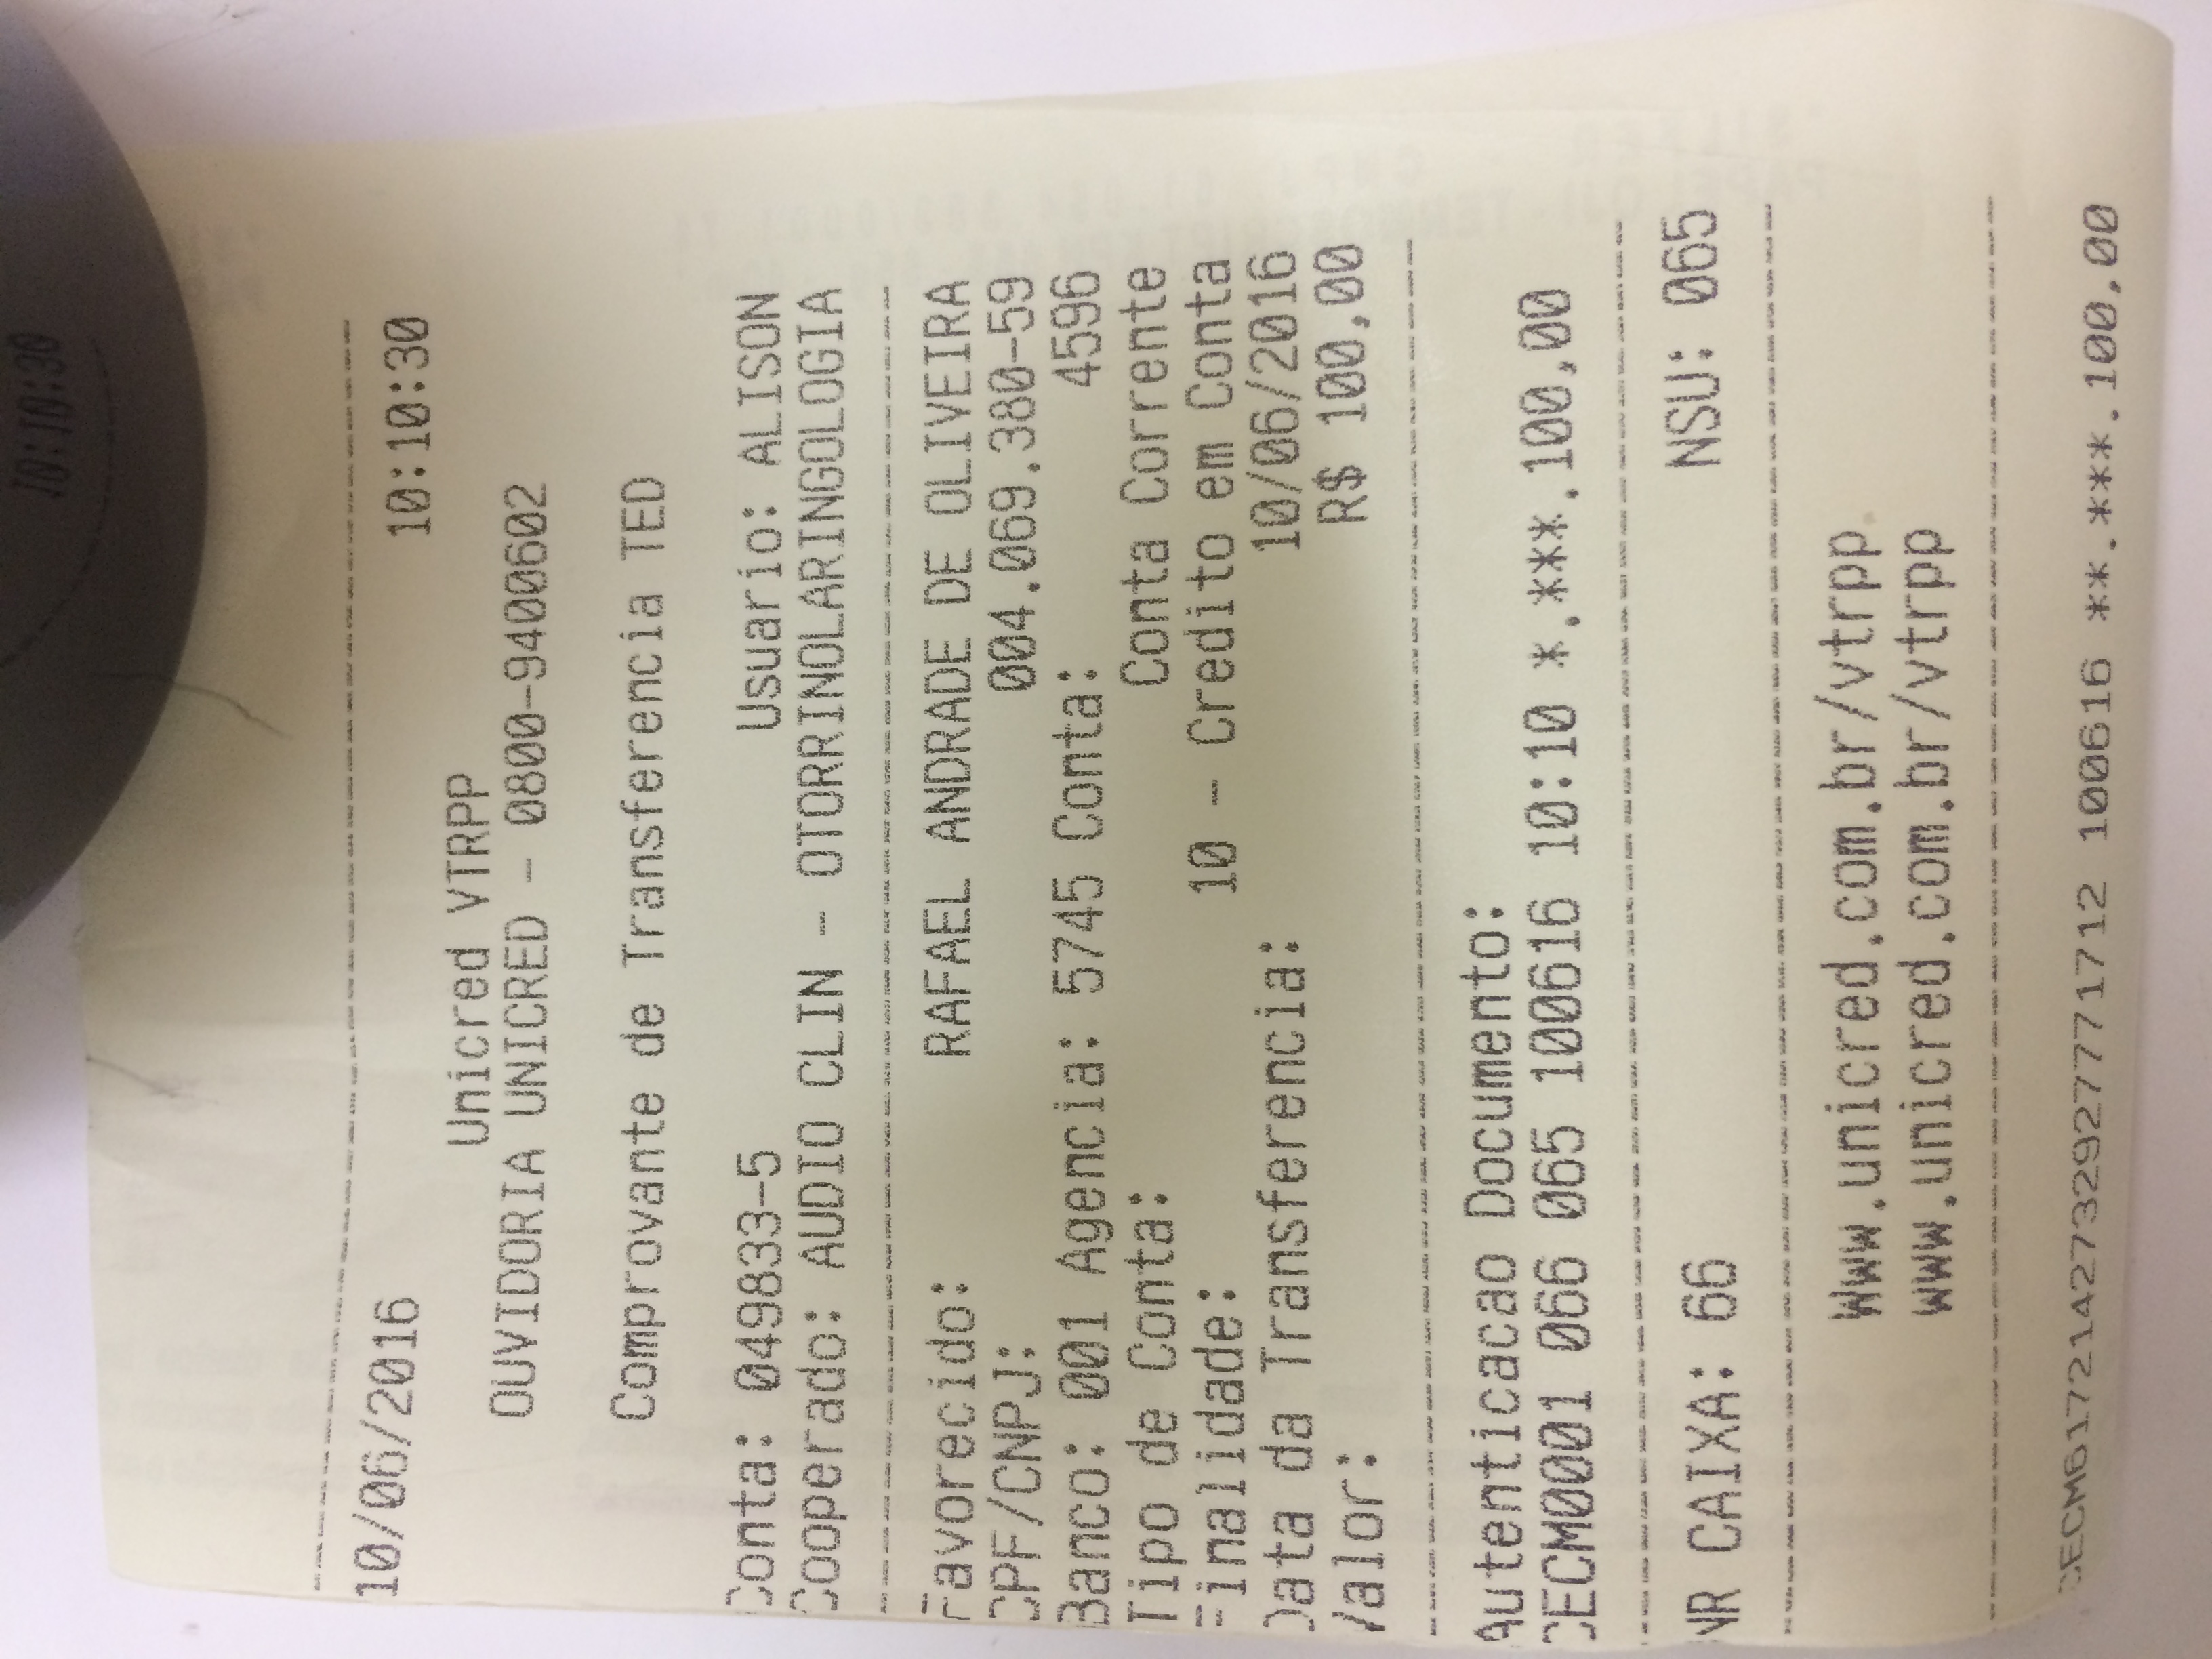 10:10:30
10/06/2016 10:10:30
Unicred VTRPP
OUVIDORIA UNICRED - 0800-9400602
Comprovante de Transferencia TED
Conta: 049833-5 Usuario: ALISON
Cooperado: AUDIO CLIN - OTORRINOLARINGOLOGIA
Favorecido: RAFAEL ANDRADE DE OLIVEIRA
CPF/CNPJ: 004.069.380-59
Banco: 001 Agencia: 5745 Conta: 4596
Tipo de Conta: Conta Corrente
Finalidade: 10 - Credito em Conta
Data da Transferencia: 10/06/2016
Valor: R$ 100,00
Autenticacao Documento:
CECM0001 066 065 100616 10:10 *.***.100,00
NR CAIXA: 66 NSU: 065
Www.unicred.com.br/vtrpp
www.unicred.com.br/vtrpp
CECM6172142732927771712 100616 **.***.100,00